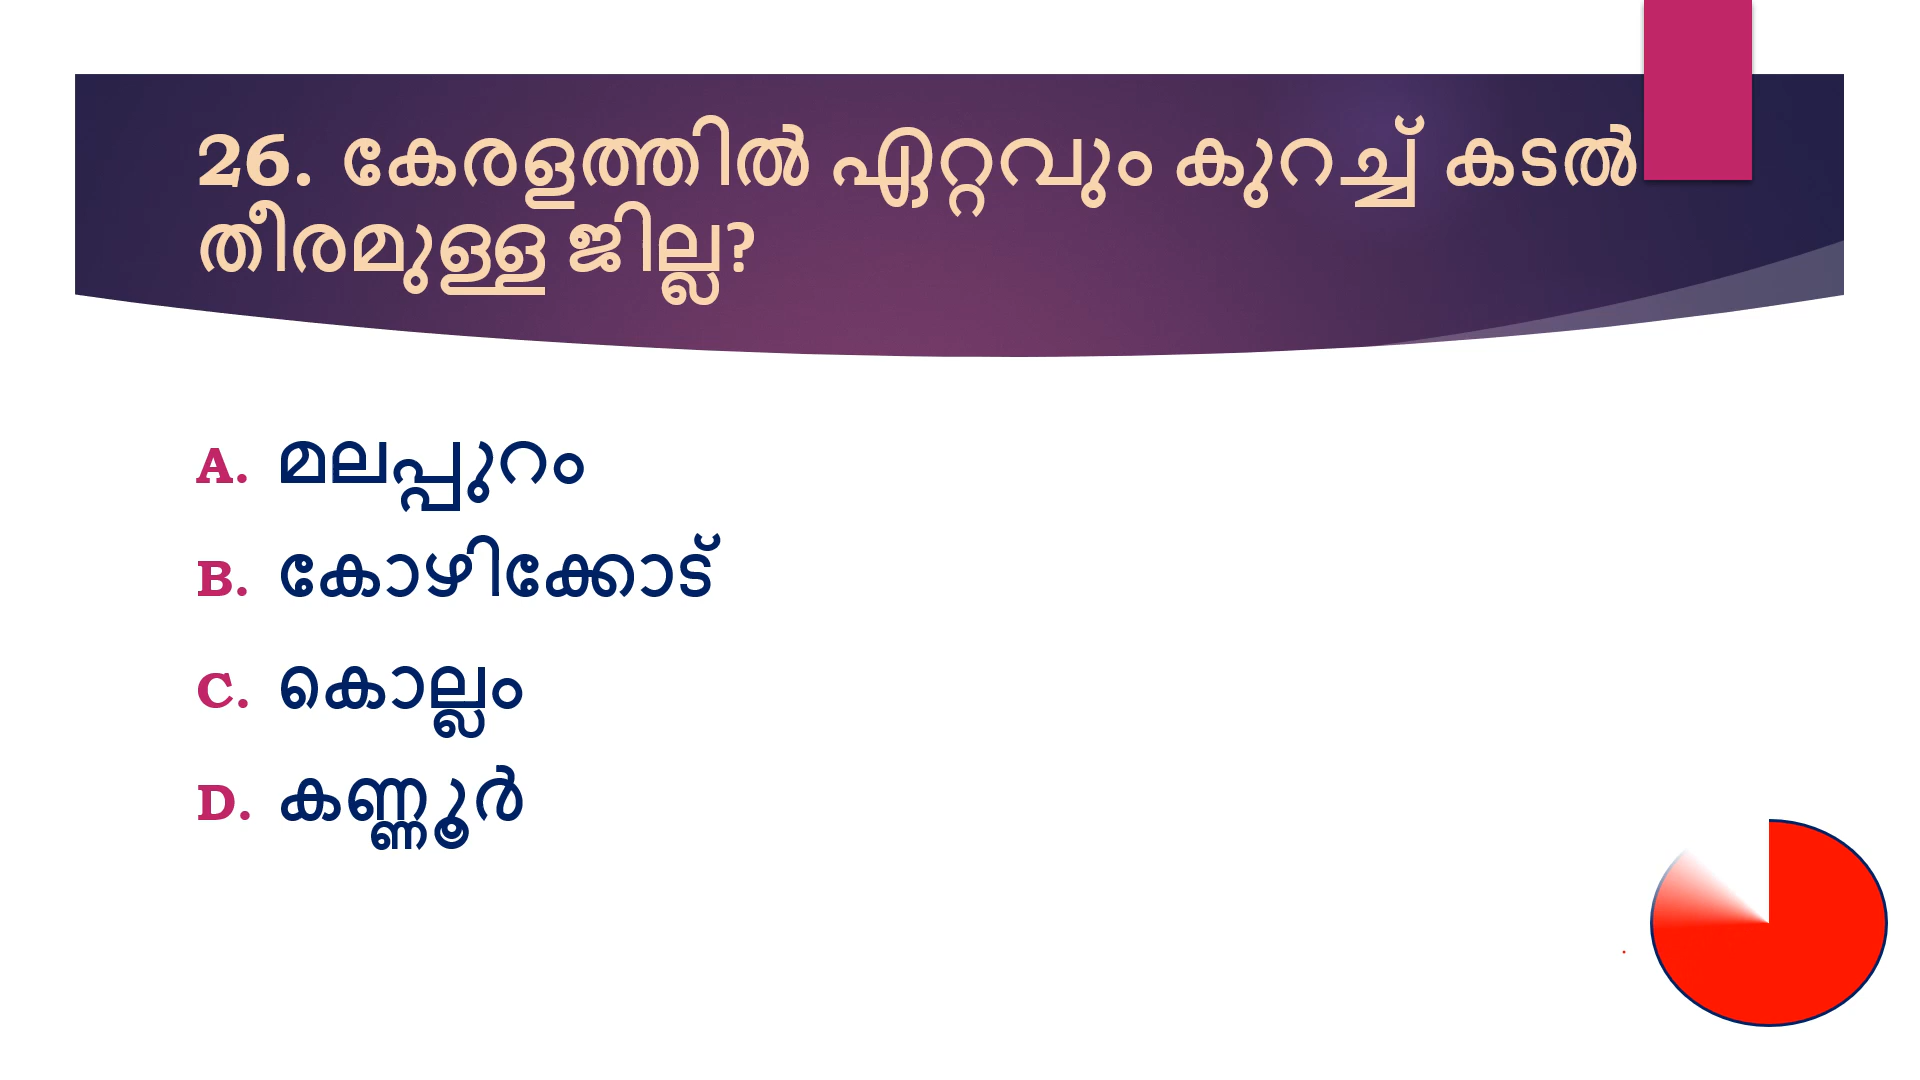 26. കേരളത്തിൽ ഏറ്റവും കുറച്ച് കടൽ
തീരമുള്ള ജില്ല?
A. മലപ്പുറം
B. കോഴിക്കോട്
C. കൊല്ലം
D. കണ്ണൂർ